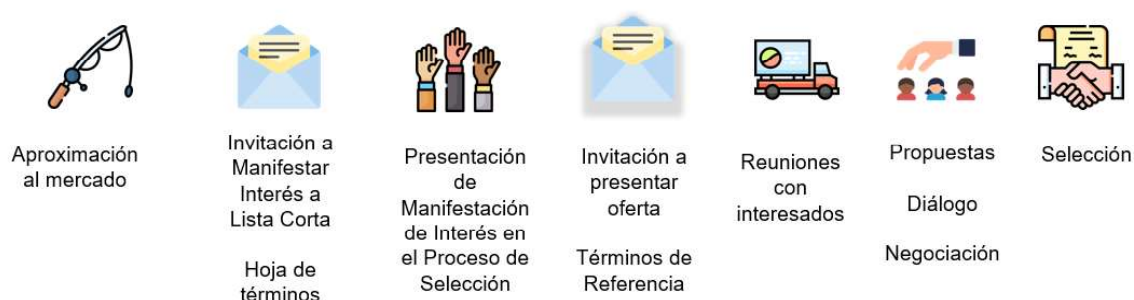 Aproximación
al mercado
Invitación a
Manifestar
Interés a
Lista Corta
Hoja de
términos
Presentación
de
Manifestación
de Interés en
el Proceso de
Selección
Invitación a
presentar
oferta
Términos de
Referencia
Reuniones
con
interesados
Propuestas
Diálogo
Negociación
Selección